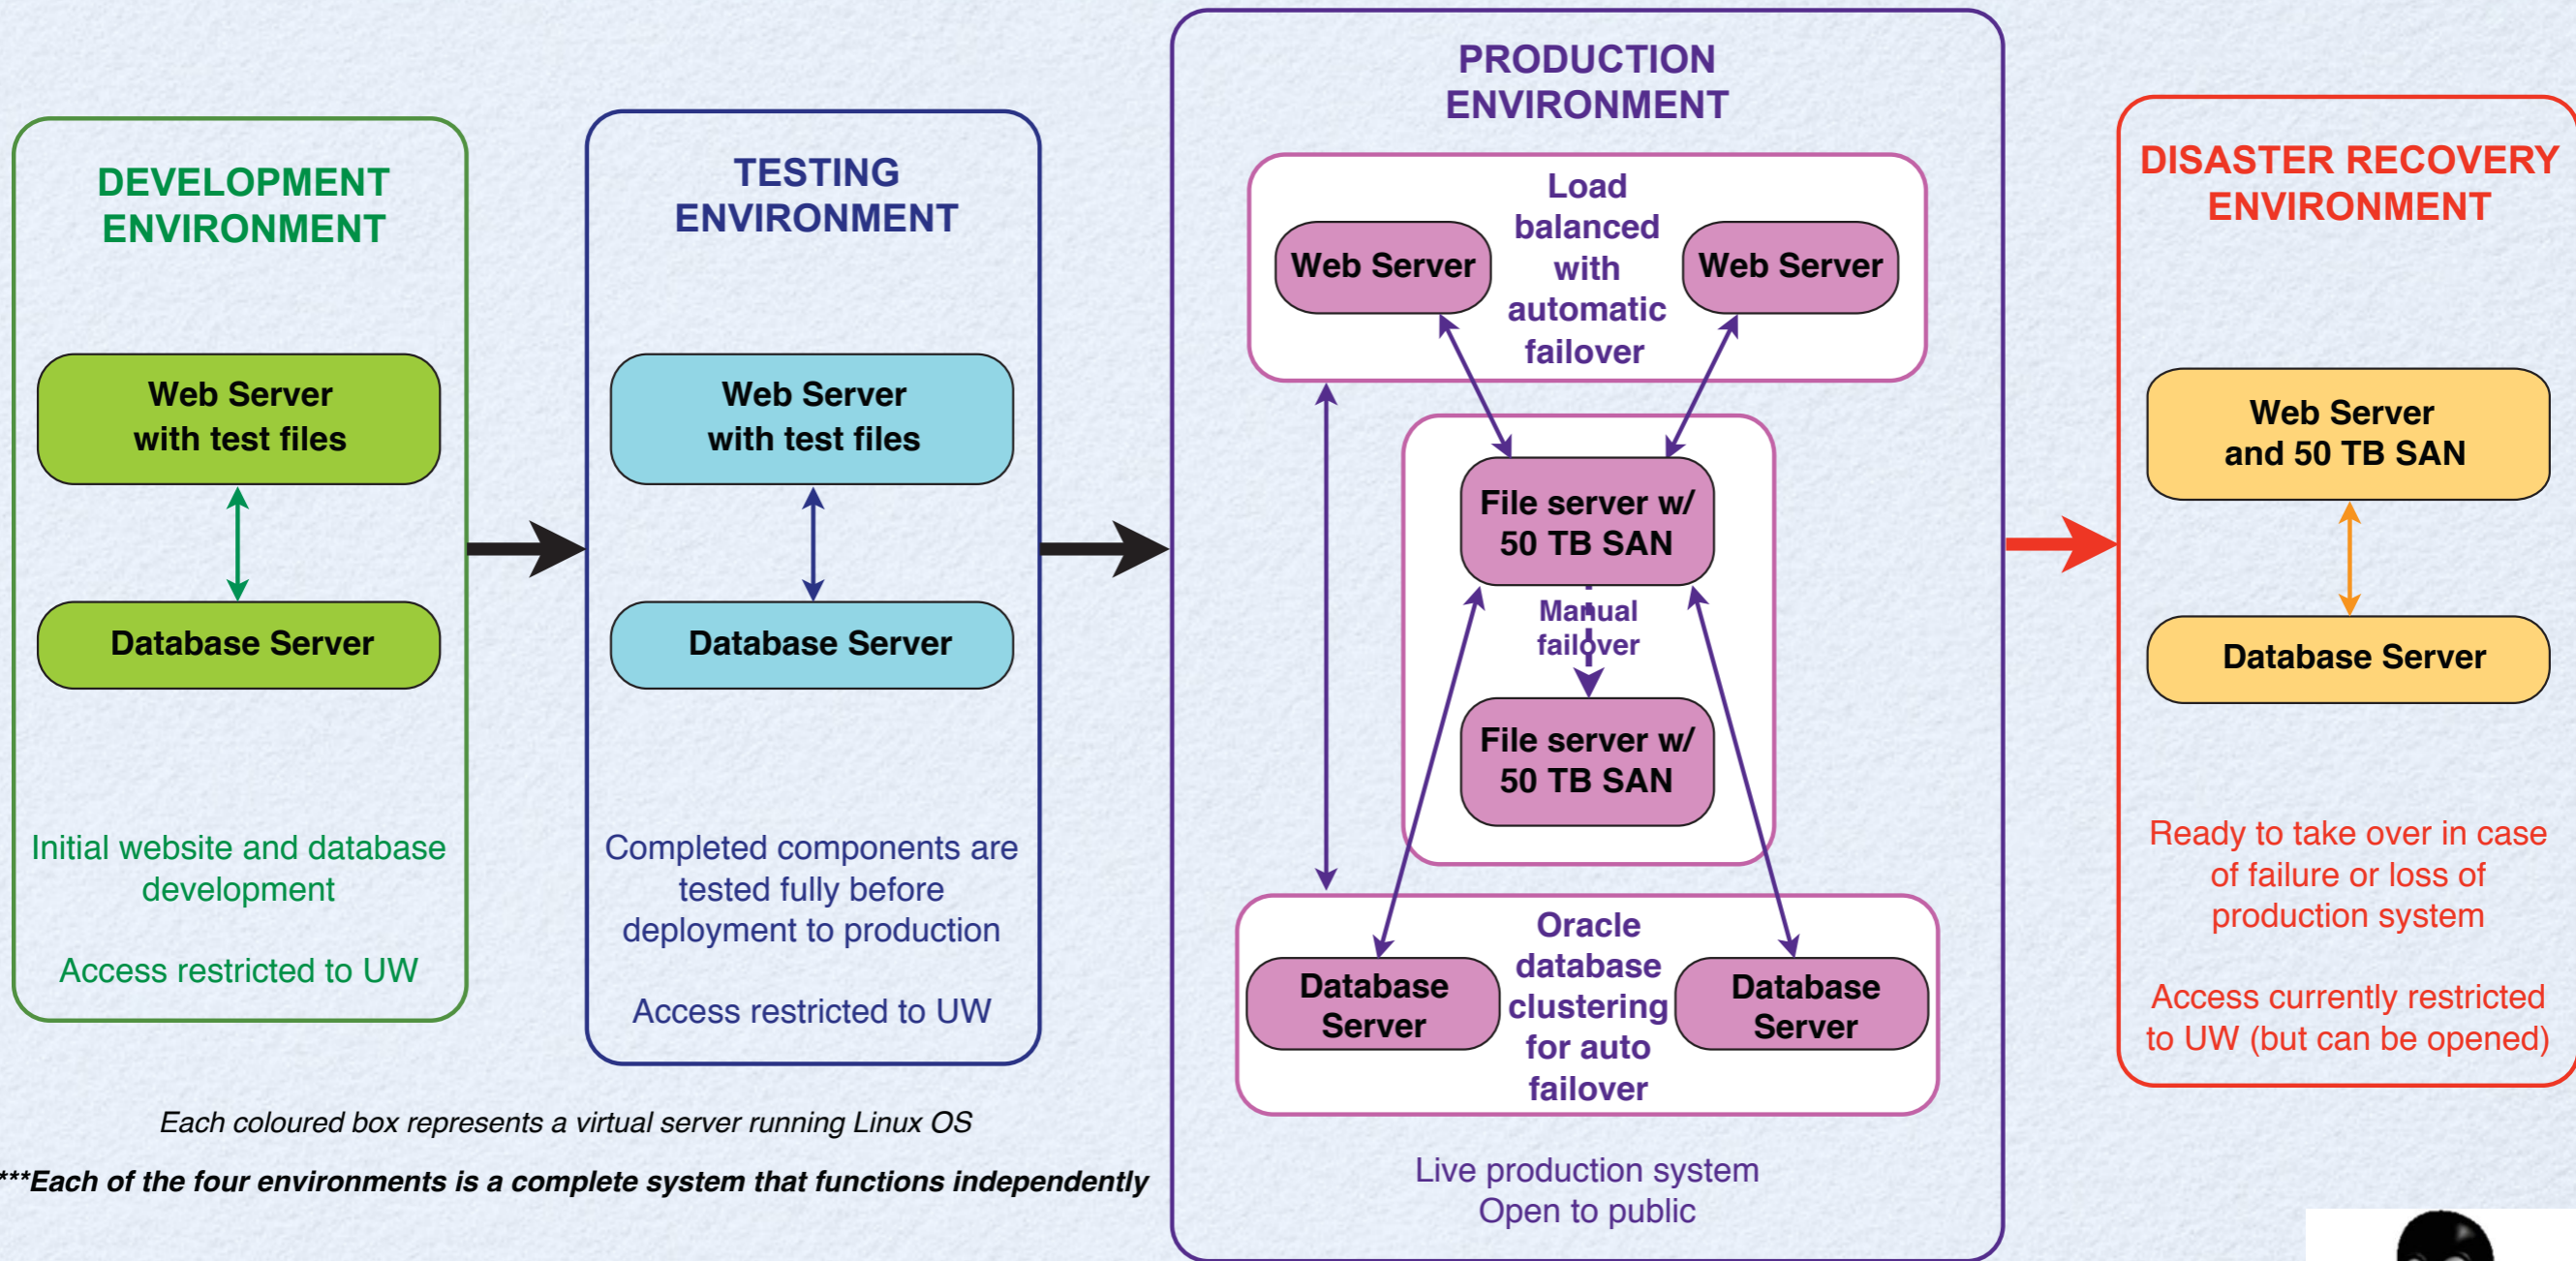 DEVELOPMENT
ENVIRONMENT
Web Server
with test files
Database Server
Initial website and database
development
Access restricted to UW
TESTING
ENVIRONMENT
Web Server
with test files
Database Server
Completed components are
tested fully before
deployment to production
Access restricted to UW
PRODUCTION
ENVIRONMENT
Load
balanced
with
automatic
failover
Web Server
Web Server
File server w/
50 TB SAN
Manual
failover
File server w/
50 TB SAN
Oracle
database
clustering
for auto
failover
Database
Server
Database
Server
Live production system
Open to public
DISASTER RECOVERY
ENVIRONMENT
Web Server
and 50 TB SAN
Database Server
Ready to take over in case
of failure or loss of
production system
Access currently restricted
to UW (but can be opened)
Each coloured box represents a virtual server running Linux OS
***Each of the four environments is a complete system that functions independently